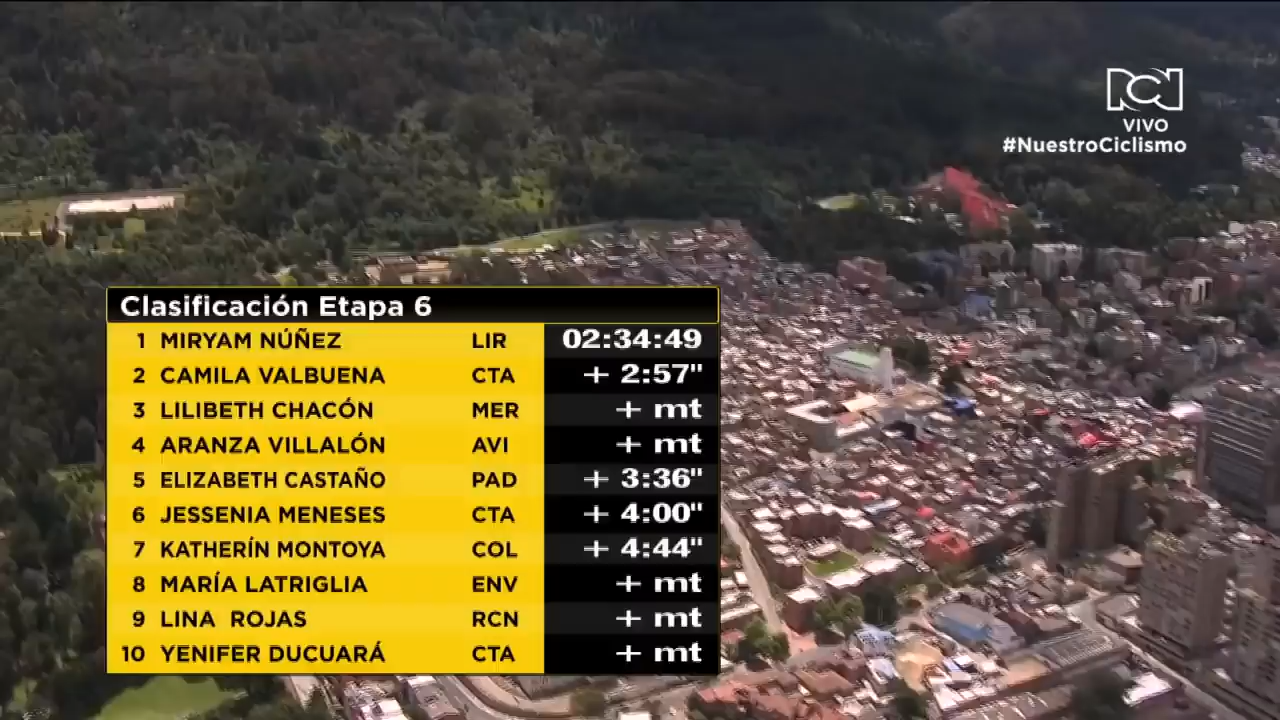 RCN
VIVO
#NuestroCiclismo
Clasificación Etapa 6
1 MIRYAM NÚÑEZ LIR 02:34:49
2 CAMILA VALBUENA CTA + 2:57"
3 LILIBETH CHACÓN MER + mt
4 ARANZA VILLALÓN AVI + mt
5 ELIZABETH CASTAÑO PAD + 3:36"
6 JESSENIA MENESES CTA + 4:00"
7 KATHERÍN MONTOYA COL + 4:44"
8 MARÍA LATRIGLIA ENV + mt
9 LINA ROJAS RCN + mt
10 YENIFER DUCUARÁ CTA + mt